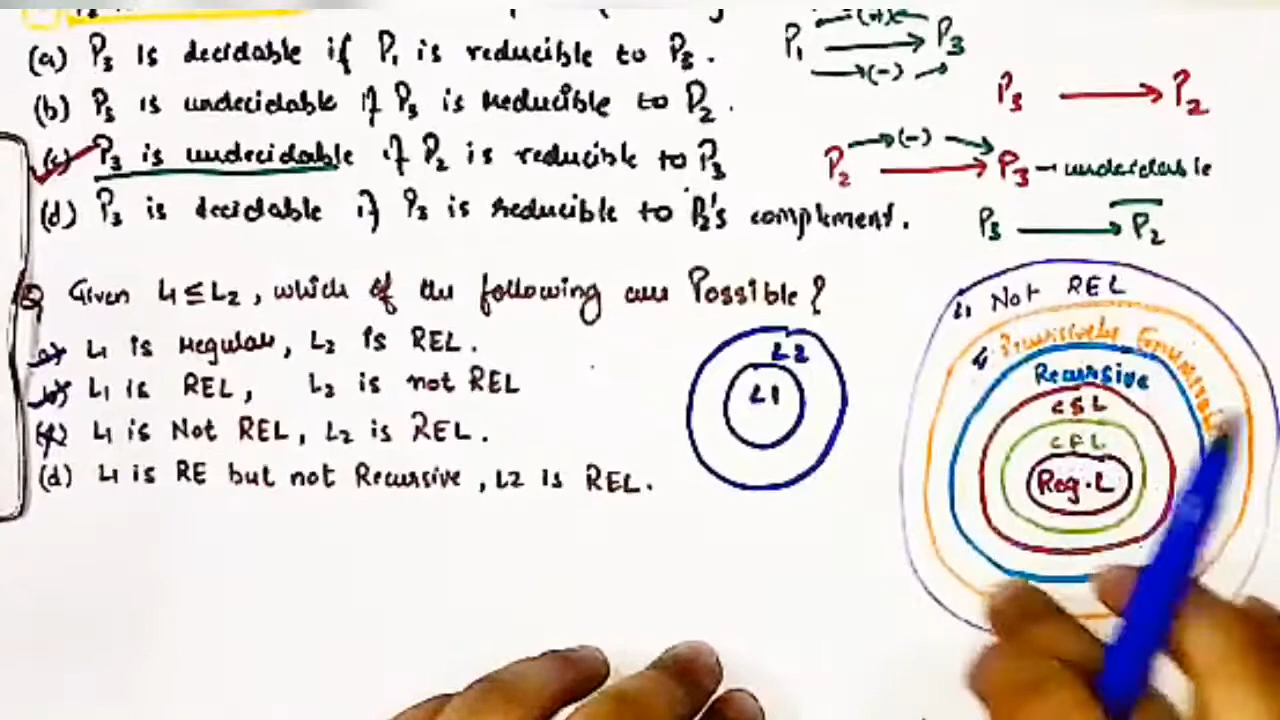 (a) P3 is decidable if P1 is reducible to P3.
(b) P3 is undecidable if P3 is reducible to P2.
(c) P3 is undecidable if P2 is reducible to P3
(d) P3 is decidable if P3 is reducible to P2's complement.
P1 (+) P3
(-)
P3 → P2
P2 (-) → P3 → undecidable
P3 → P̅2
Q Given L1 ≤ L2, which of the following are Possible?
a) L1 is regular, L2 is REL.
b) L1 is REL, L2 is not REL
(c) L1 is Not REL, L2 is REL.
(d) L1 is RE but not Recursive, L2 is REL.
L2
L1
L1 Not REL
Recursively
Recursive
CSL
CFL
Reg.L